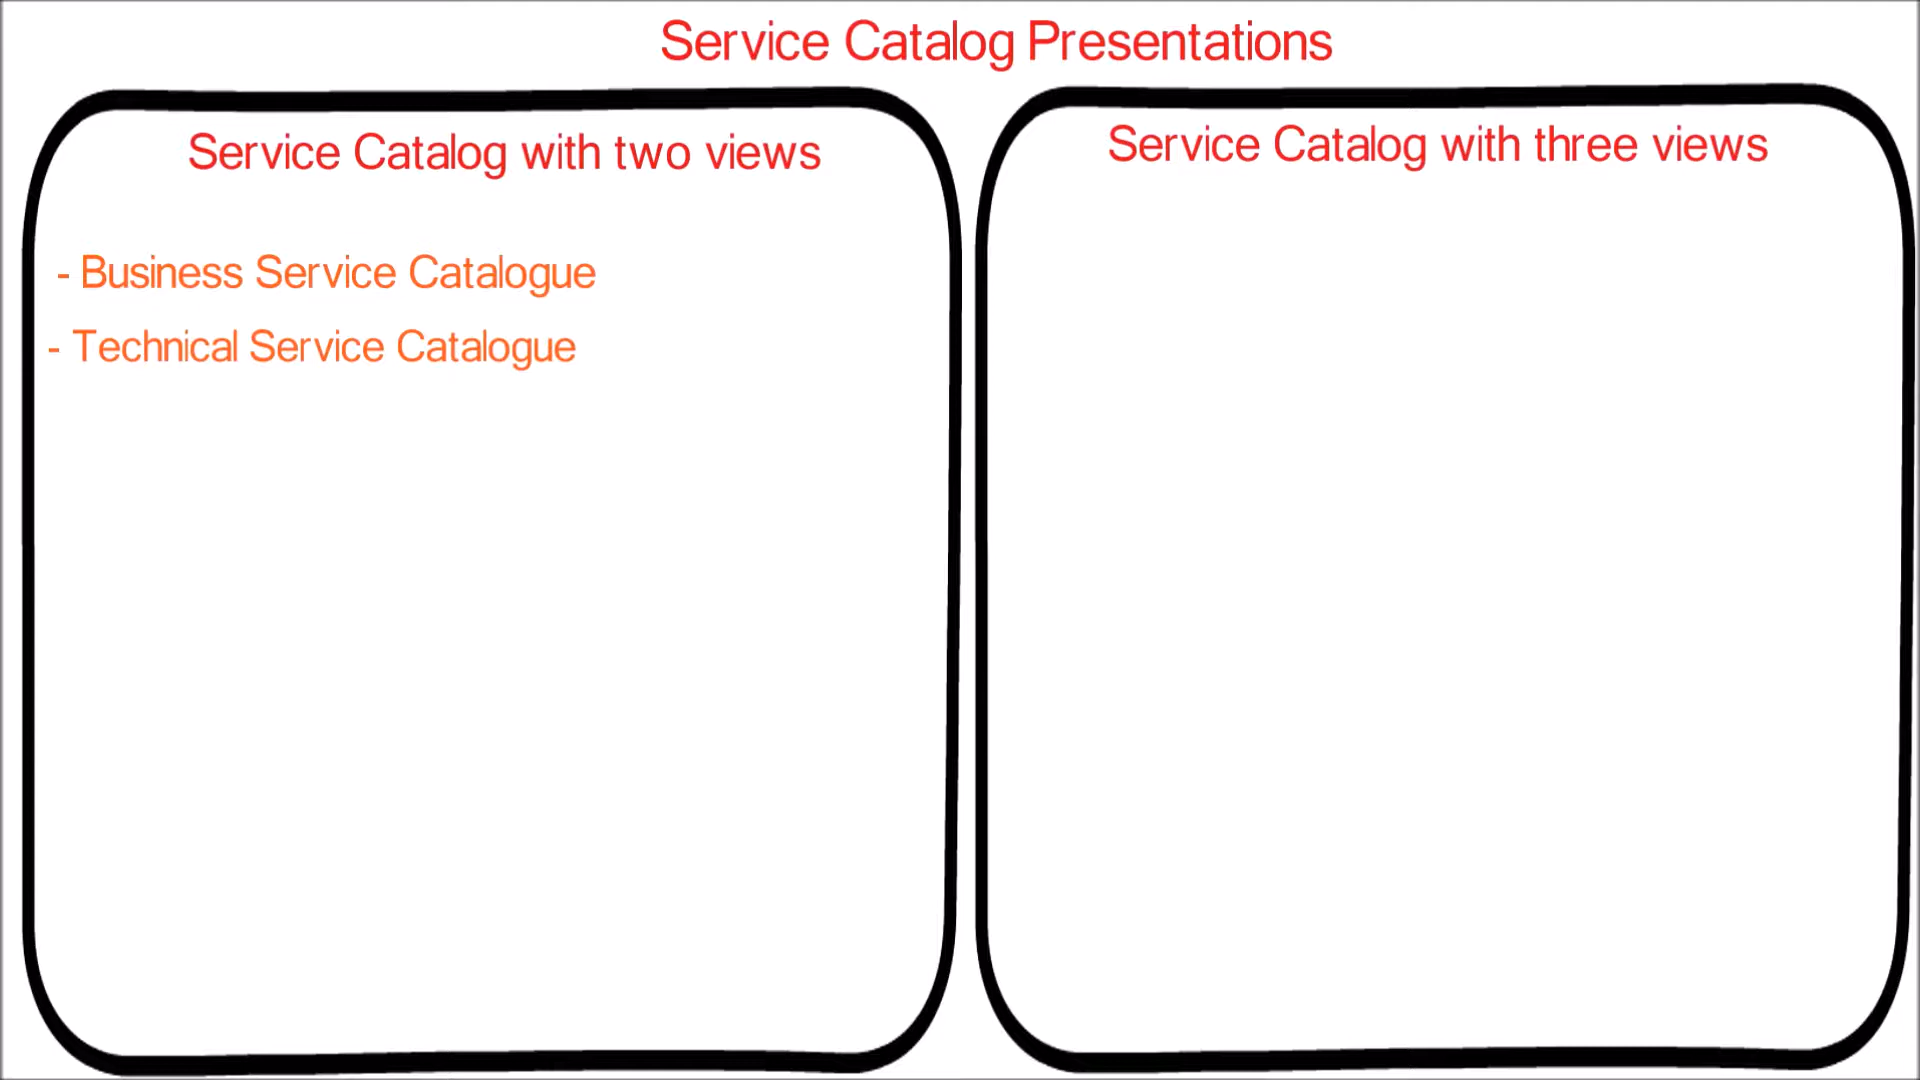 Service Catalog Presentations
Service Catalog with two views
- Business Service Catalogue
- Technical Service Catalogue
Service Catalog with three views